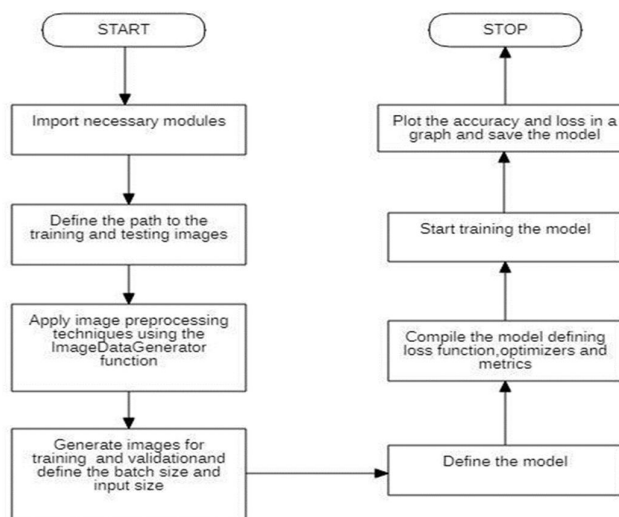 START
Import necessary modules
Define the path to the
training and testing images
Apply image preprocessing
techniques using the
ImageDataGenerator
function
Generate images for
training and validationand
define the batch size and
input size
Define the model
Compile the model defining
loss function,optimizers and
metrics
Start training the model
Plot the accuracy and loss in a
graph and save the model
STOP